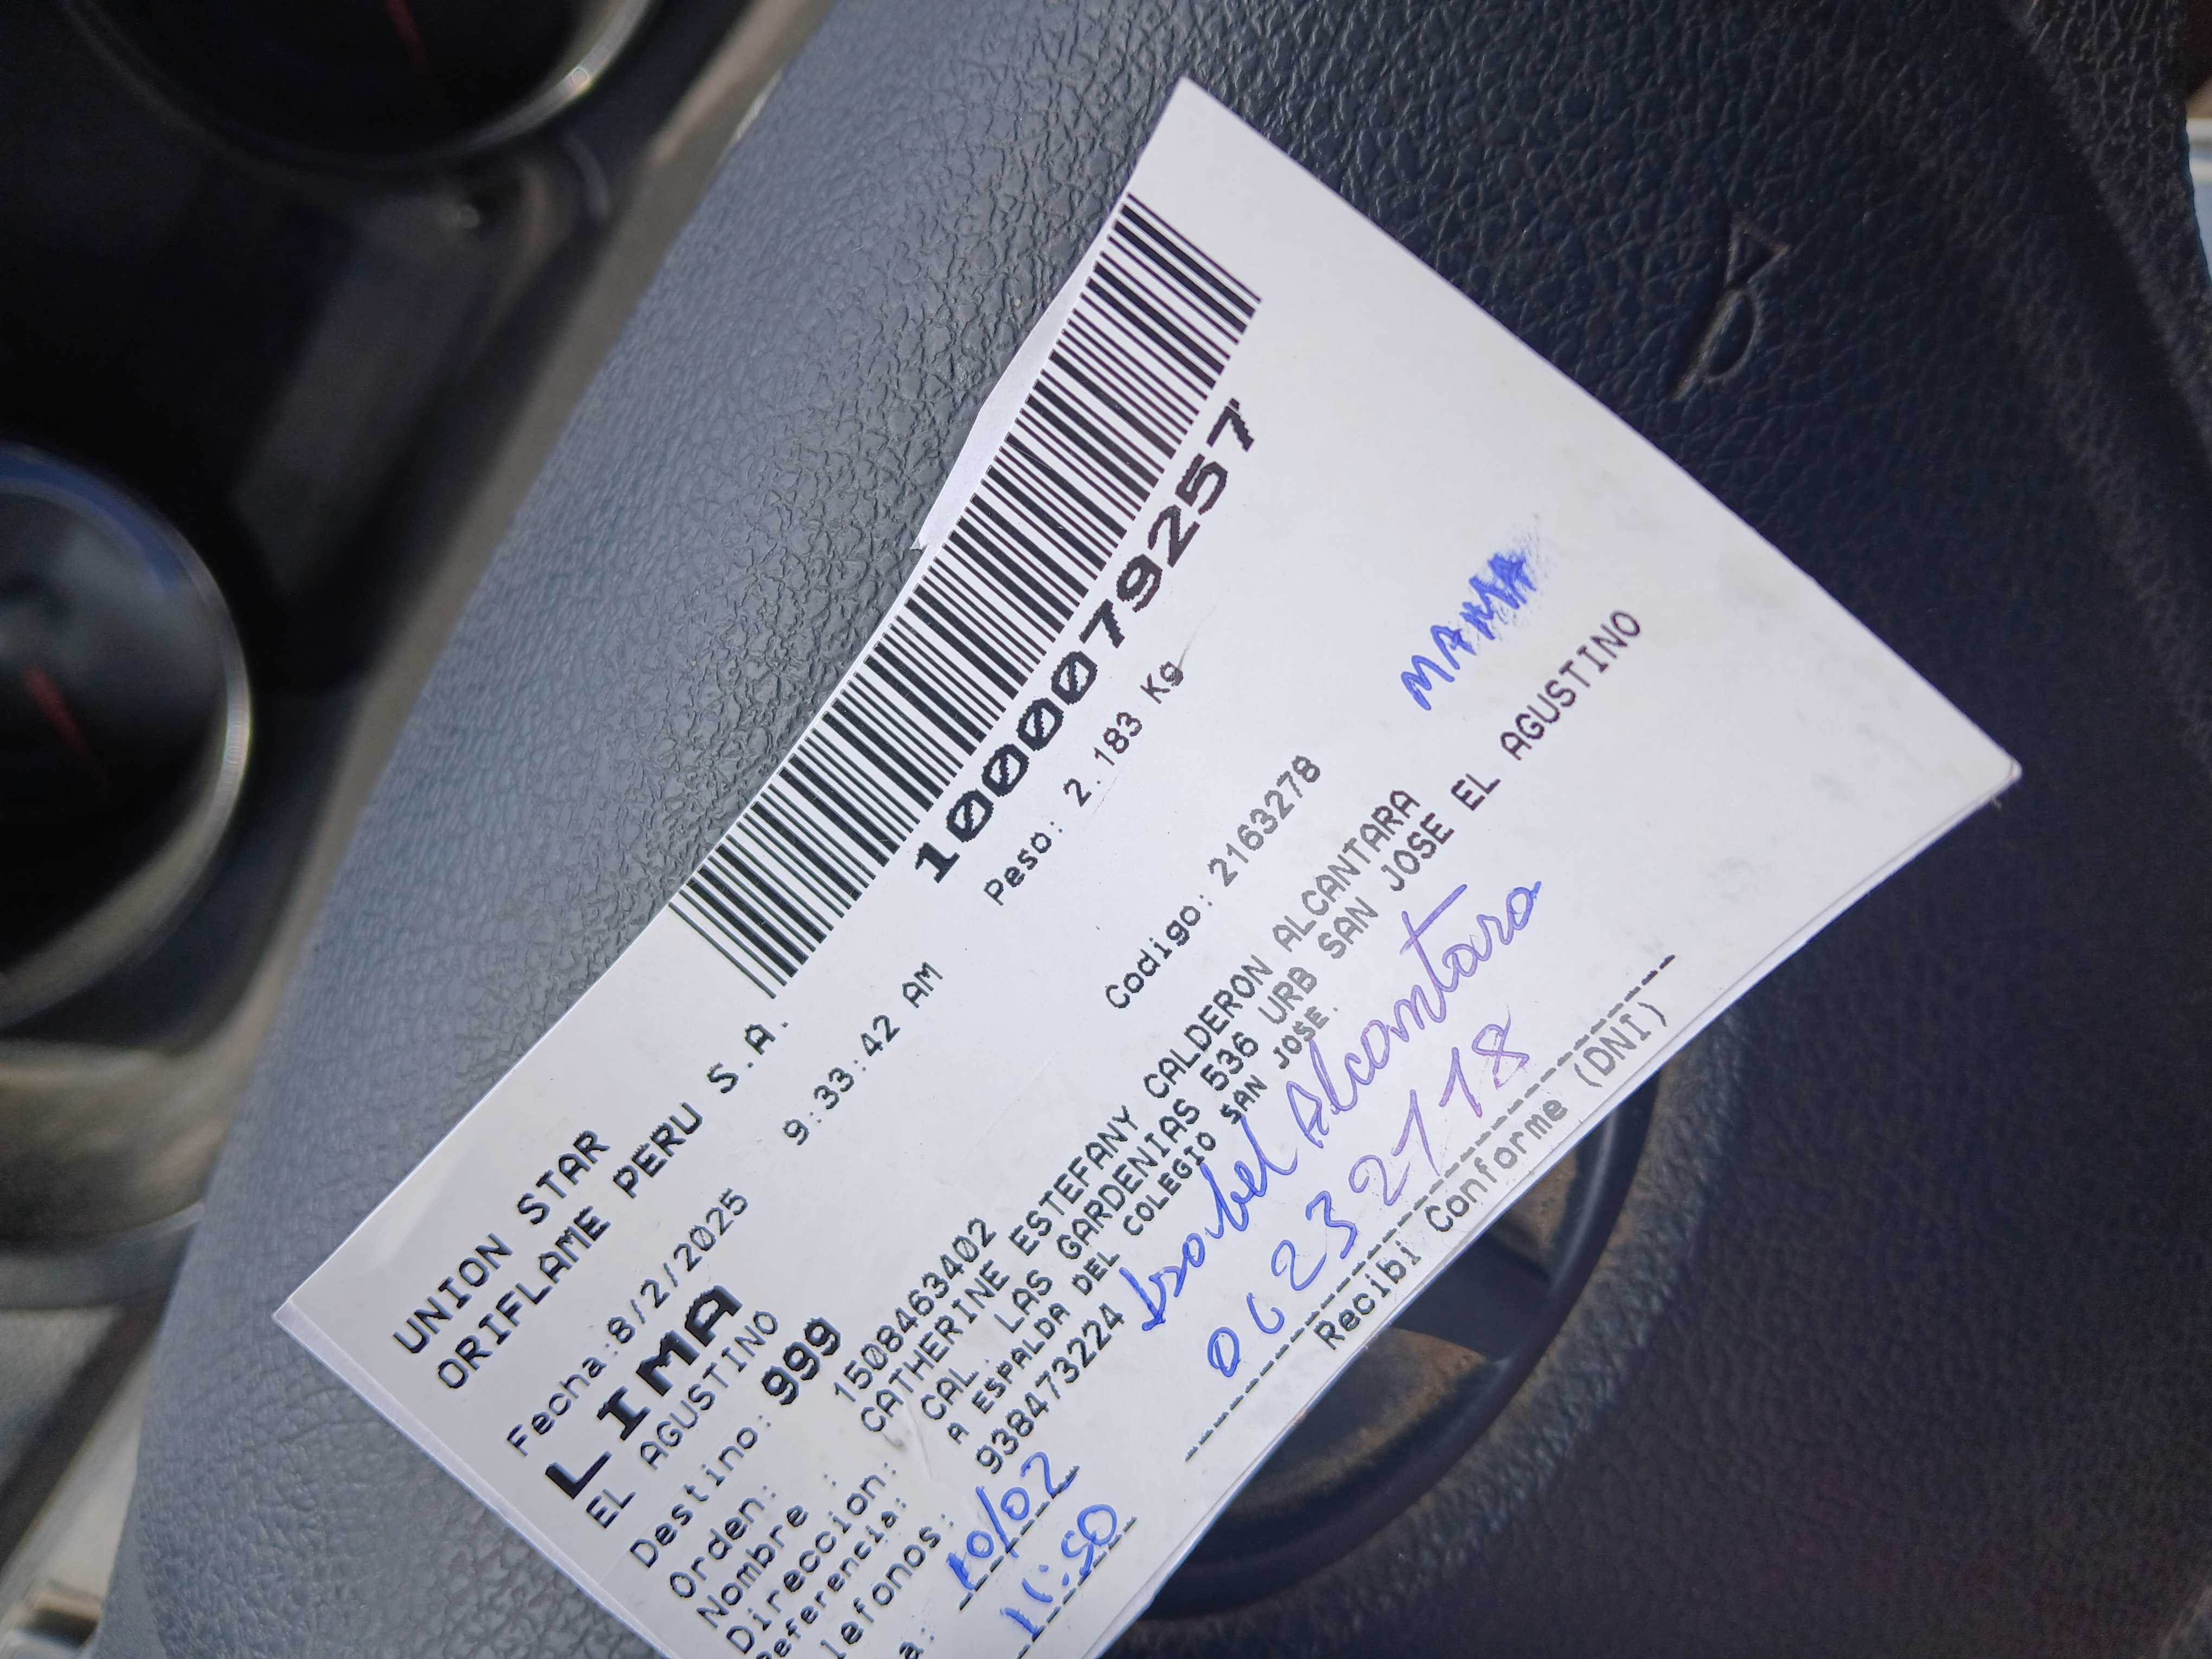 UNION STAR
ORIFLAME PERU S.A.
1000079257
Fecha:8/2/2025 9:33:42 AM
Peso: 2.183 Kg
LIMA
EL AGUSTINO
Destino: 999
Orden: 1508463402 Codigo: 2163278
MAMA
Nombre : CATHERINE ESTEFANY CALDERON ALCANTARA
Direccion: CAL. LAS GARDENIAS 536 URB SAN JOSE EL AGUSTINO
Referencia: A ESPALDA DEL COLEGIO SAN JOSE.
lefonos: 938473224
Isabel Alcantara
a: 10/02
11:50
Recibi Conforme (DNI)